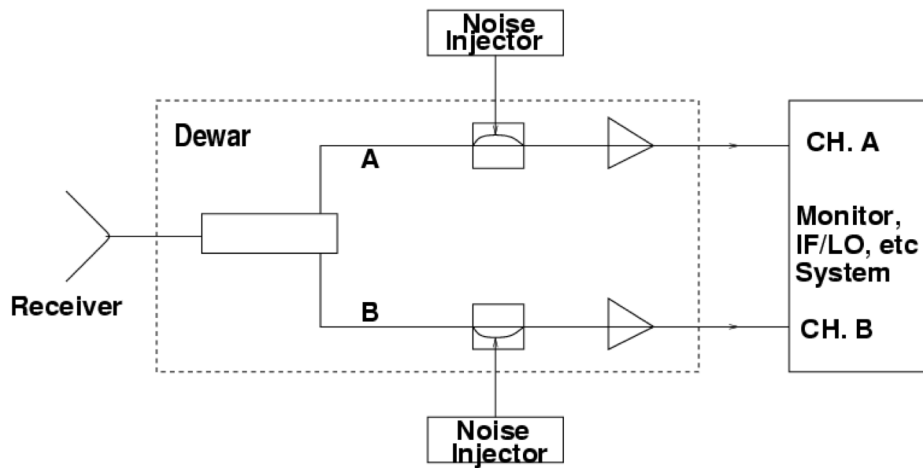 Noise
Injector
Dewar
A
CH. A
Monitor,
IF/LO, etc
System
Receiver
B
CH. B
Noise
Injector